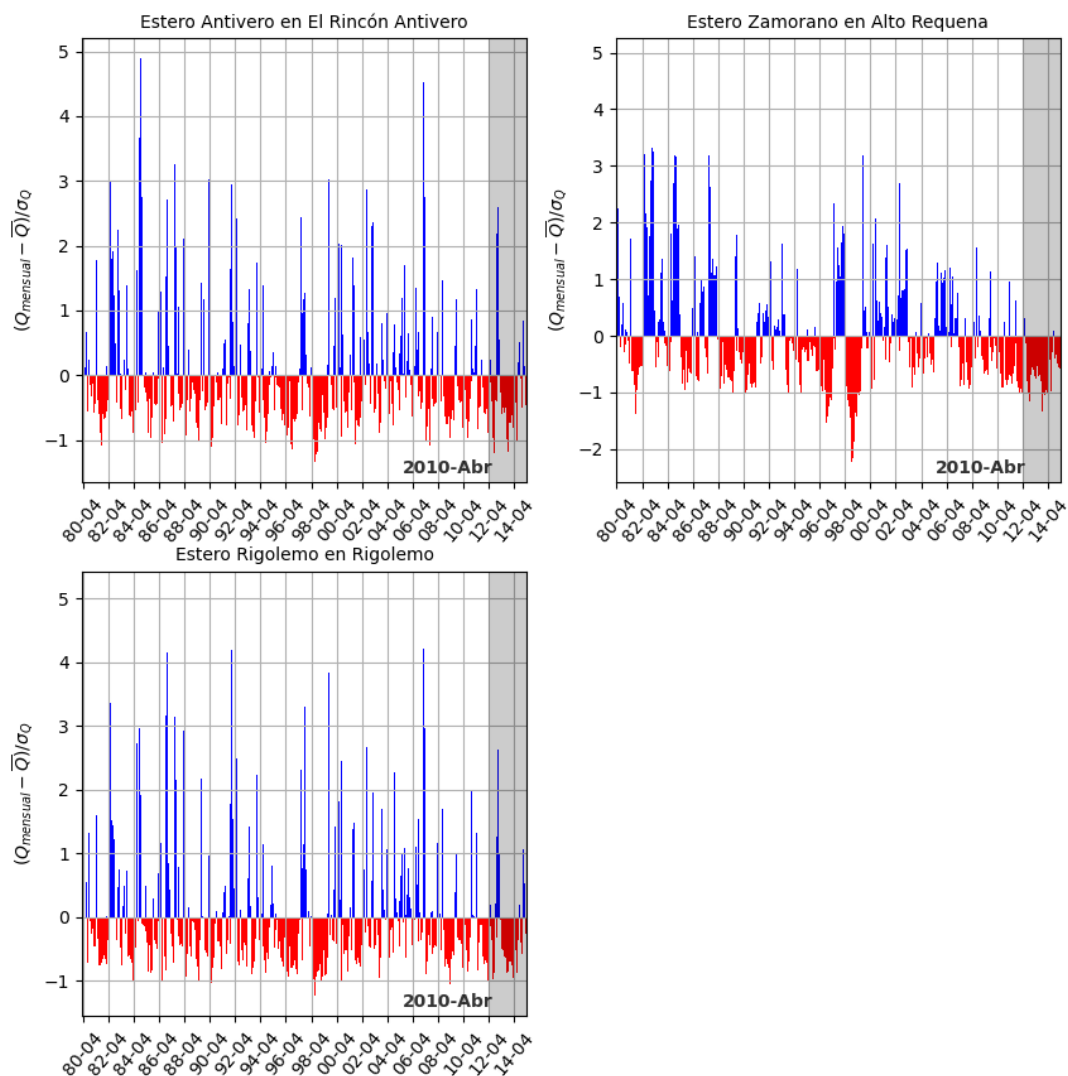 Estero Antivero en El Rincón Antivero
5
4
3
2
1
0
−1
(Q_mensual − Q̅)/σ_Q
2010-Abr
80-04 82-04 84-04 86-04 88-04 90-04 92-04 94-04 96-04 98-04 00-04 02-04 04-04 06-04 08-04 10-04 12-04 14-04
Estero Zamorano en Alto Requena
5
4
3
2
1
0
−1
−2
(Q_mensual − Q̅)/σ_Q
2010-Abr
80-04 82-04 84-04 86-04 88-04 90-04 92-04 94-04 96-04 98-04 00-04 02-04 04-04 06-04 08-04 10-04 12-04 14-04
Estero Rigolemo en Rigolemo
5
4
3
2
1
0
−1
(Q_mensual − Q̅)/σ_Q
2010-Abr
80-04 82-04 84-04 86-04 88-04 90-04 92-04 94-04 96-04 98-04 00-04 02-04 04-04 06-04 08-04 10-04 12-04 14-04